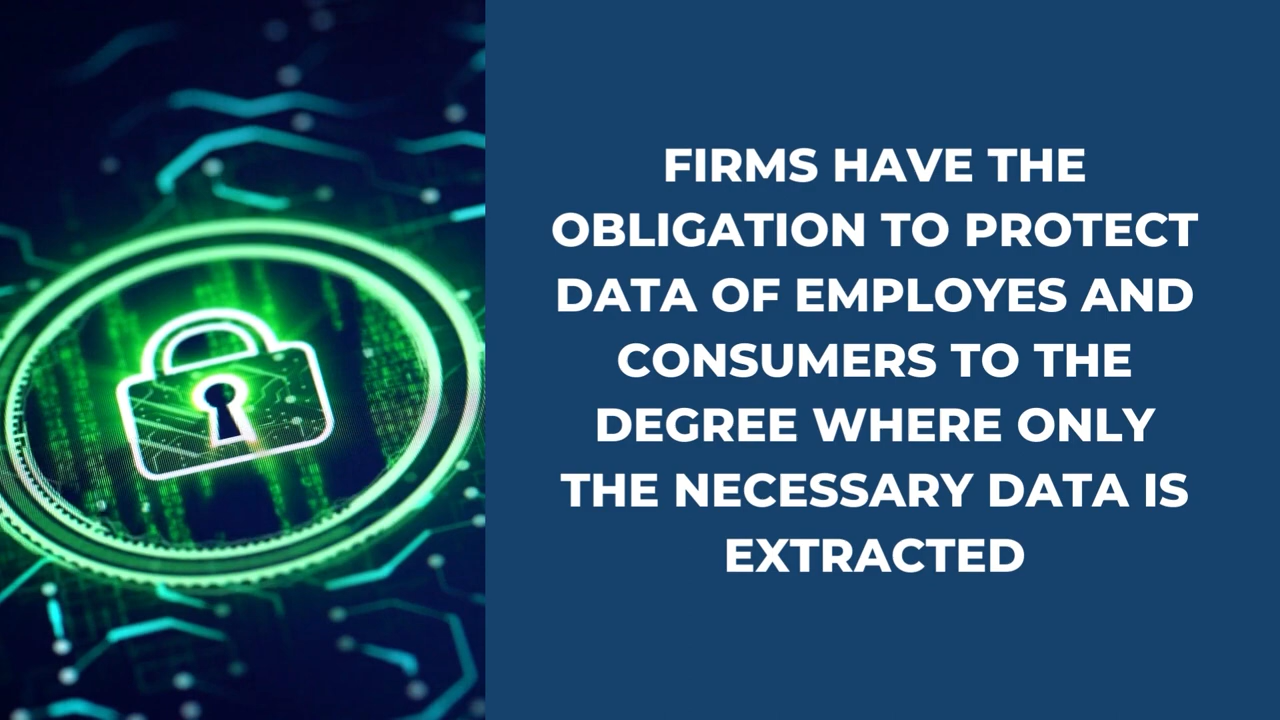 FIRMS HAVE THE
OBLIGATION TO PROTECT
DATA OF EMPLOYES AND
CONSUMERS TO THE
DEGREE WHERE ONLY
THE NECESSARY DATA IS
EXTRACTED